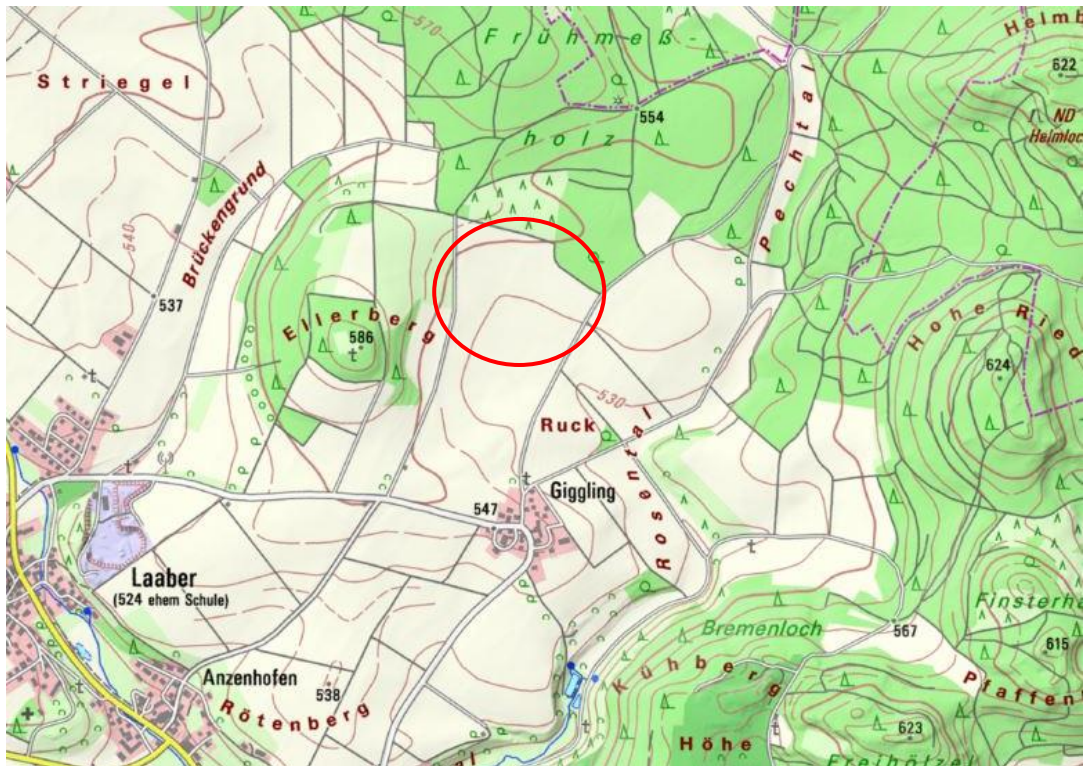 570
Frühmeß-
Helmb
622
Striegel
554
ND
Helmloch
holz
Pechtal
Brückengrund
540
537
Ellerberg
586
Hohe Ried
624
530
Ruck
Rosental
Giggling
547
Laaber
(524 ehem Schule)
567
Finsterh
Bremenloch
615
Kühberg
Pfaffen
Anzenhofen
538
Rötenberg
623
Höhe
Freihölzel